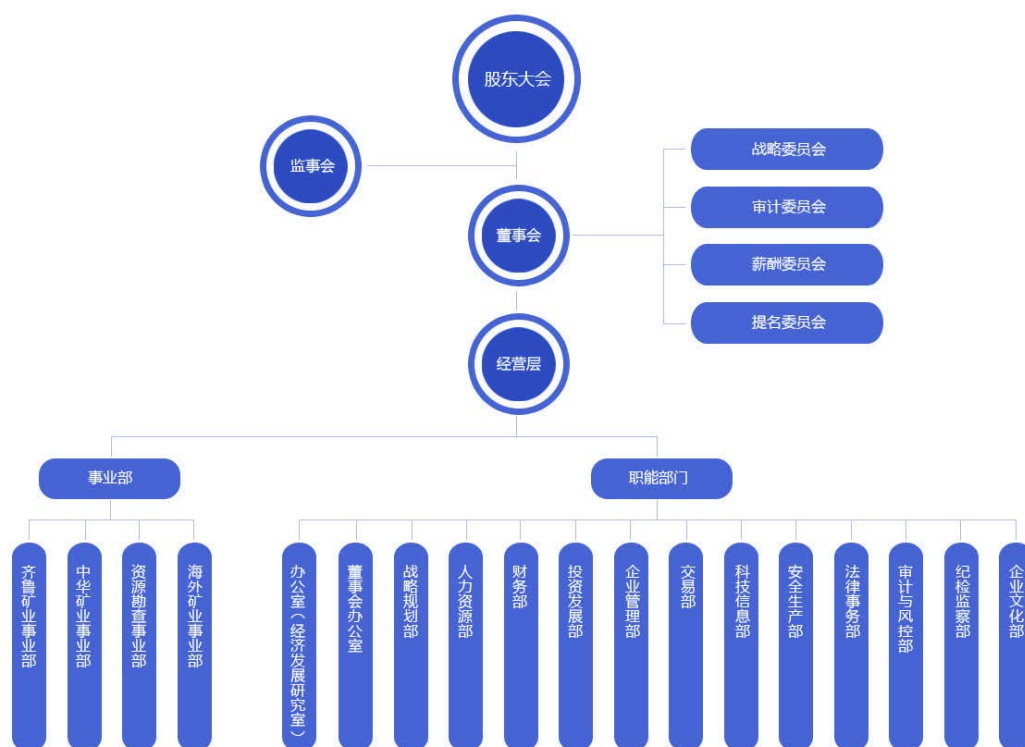 股东大会
监事会
战略委员会
审计委员会
董事会
薪酬委员会
提名委员会
经营层
事业部
职能部门
齐鲁矿业事业部
中华矿业事业部
资源勘查事业部
海外矿业事业部
办公室（经济发展研究室）
董事会办公室
战略规划部
人力资源部
财务部
投资发展部
企业管理部
交易部
科技信息部
安全生产部
法律事务部
审计与风控部
纪检监察部
企业文化部